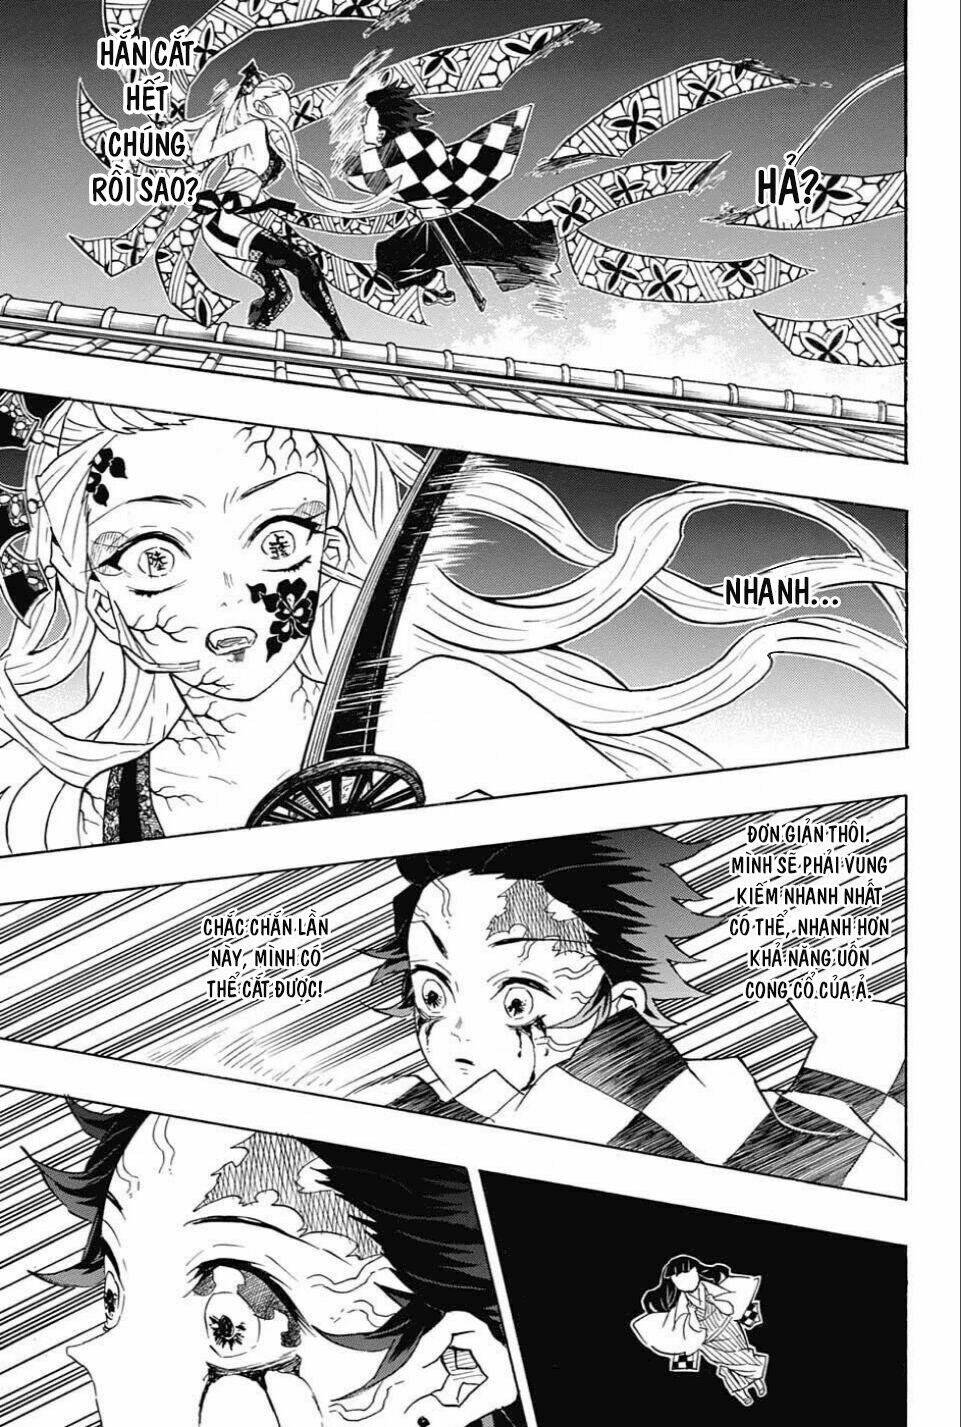 HẢ?
HẮN CẮT
HẾT
CHÚNG
RỒI SAO?
NHANH...
ĐƠN GIẢN THÔI.
MÌNH SẼ PHẢI VUNG
KIẾM NHANH NHẤT
CÓ THỂ, NHANH HƠN
KHẢ NĂNG UỐN
CONG CỔ CỦA Ả.
CHẮC CHẮN LẦN
NÀY, MÌNH CÓ
THỂ CẮT ĐƯỢC!